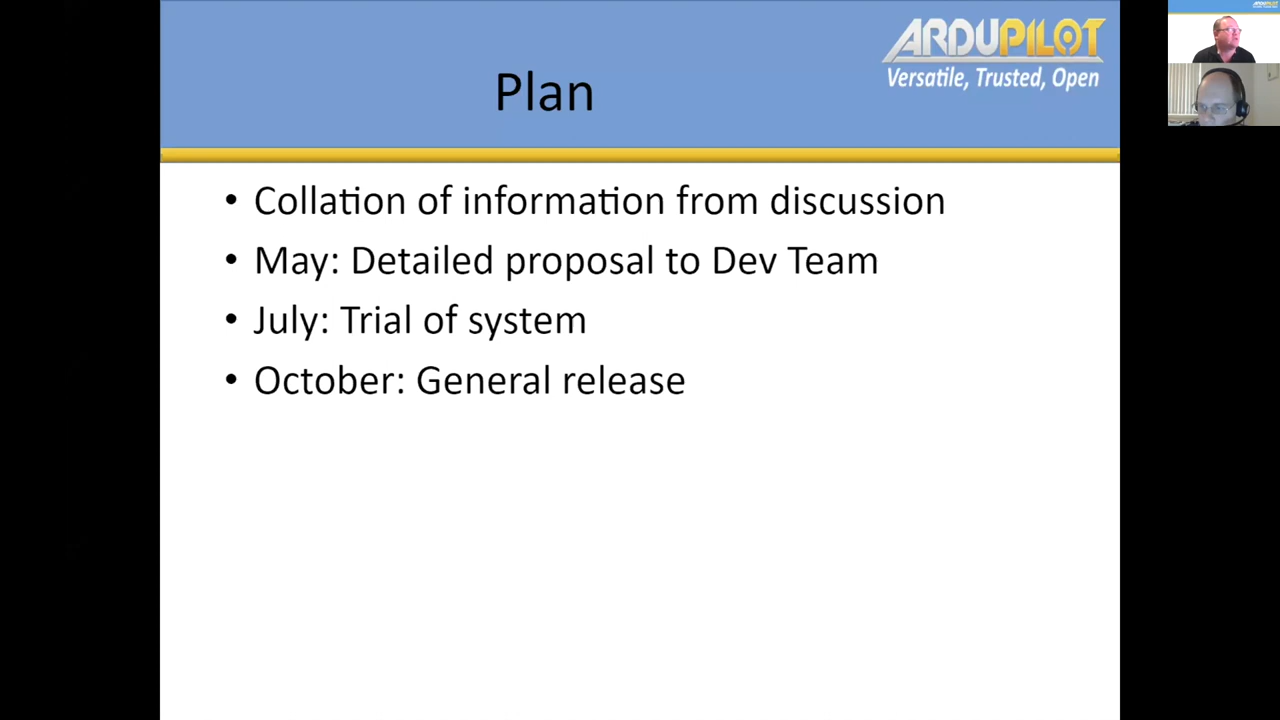 ARDUPILOT
Versatile, Trusted, Open
Plan
• Collation of information from discussion
• May: Detailed proposal to Dev Team
• July: Trial of system
• October: General release
ARDUPILOT